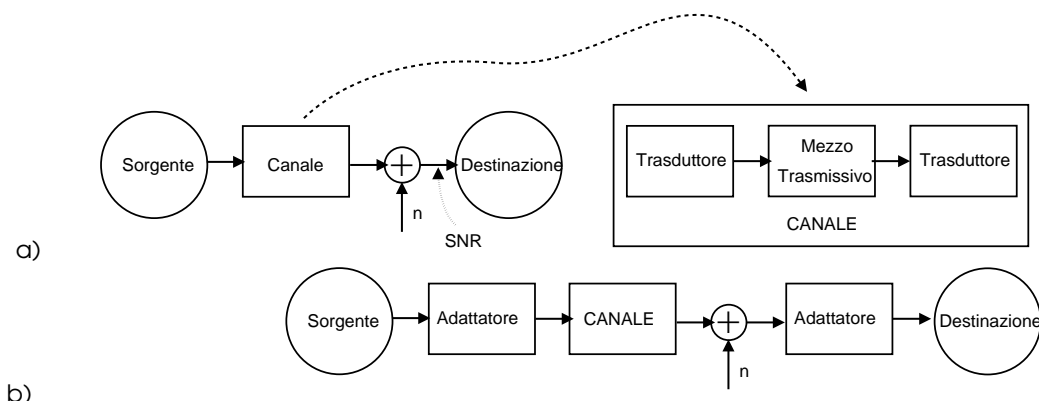 Sorgente
Canale
n
SNR
Destinazione
Trasduttore
Mezzo
Trasmissivo
Trasduttore
CANALE
a)
Sorgente
Adattatore
CANALE
n
Adattatore
Destinazione
b)